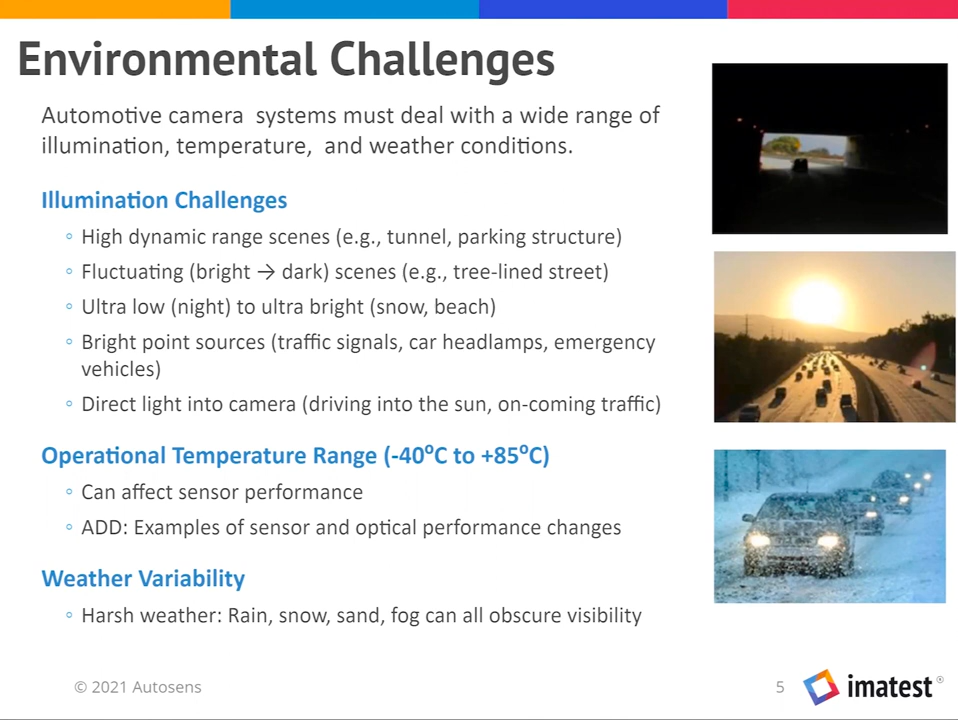 Environmental Challenges
Automotive camera systems must deal with a wide range of
illumination, temperature, and weather conditions.
Illumination Challenges
◦ High dynamic range scenes (e.g., tunnel, parking structure)
◦ Fluctuating (bright → dark) scenes (e.g., tree-lined street)
◦ Ultra low (night) to ultra bright (snow, beach)
◦ Bright point sources (traffic signals, car headlamps, emergency
vehicles)
◦ Direct light into camera (driving into the sun, on-coming traffic)
Operational Temperature Range (-40°C to +85°C)
◦ Can affect sensor performance
◦ ADD: Examples of sensor and optical performance changes
Weather Variability
◦ Harsh weather: Rain, snow, sand, fog can all obscure visibility
© 2021 Autosens
5
imatest®